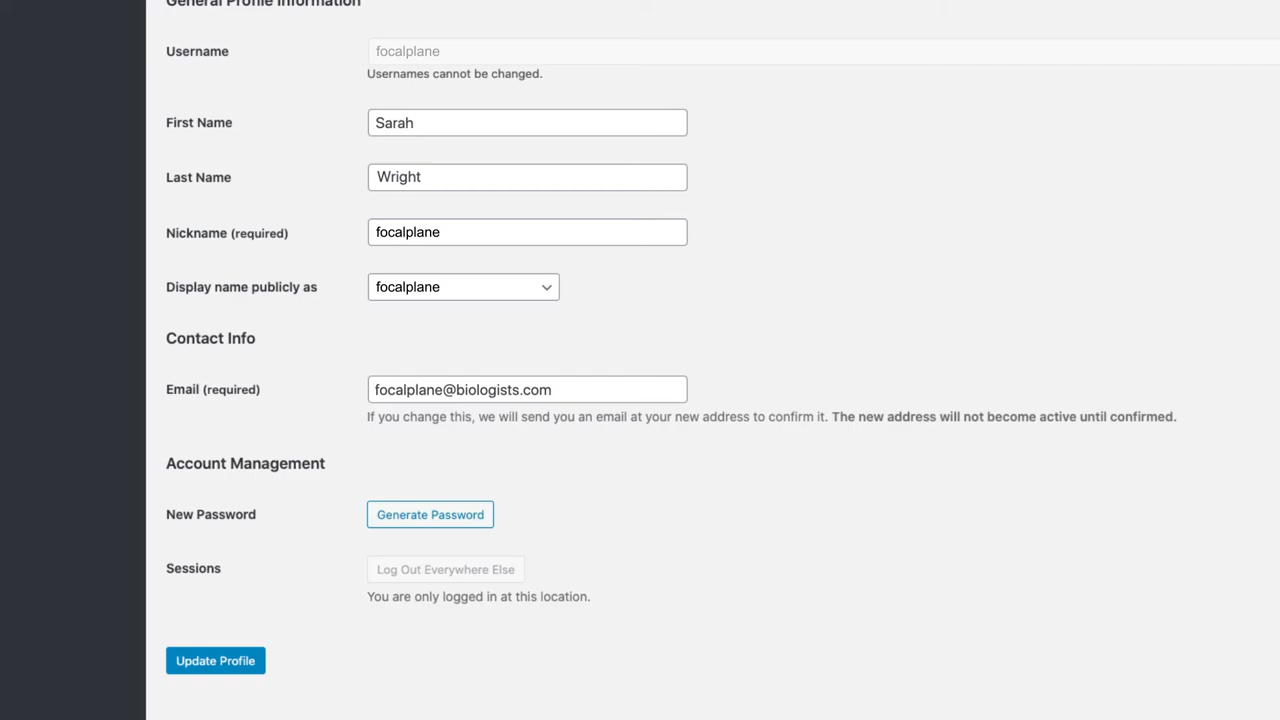 General Profile Information
Username
focalplane
Usernames cannot be changed.
First Name
Sarah
Last Name
Wright
Nickname (required)
focalplane
Display name publicly as
focalplane
Contact Info
Email (required)
focalplane@biologists.com
If you change this, we will send you an email at your new address to confirm it. The new address will not become active until confirmed.
Account Management
New Password
Generate Password
Sessions
Log Out Everywhere Else
You are only logged in at this location.
Update Profile